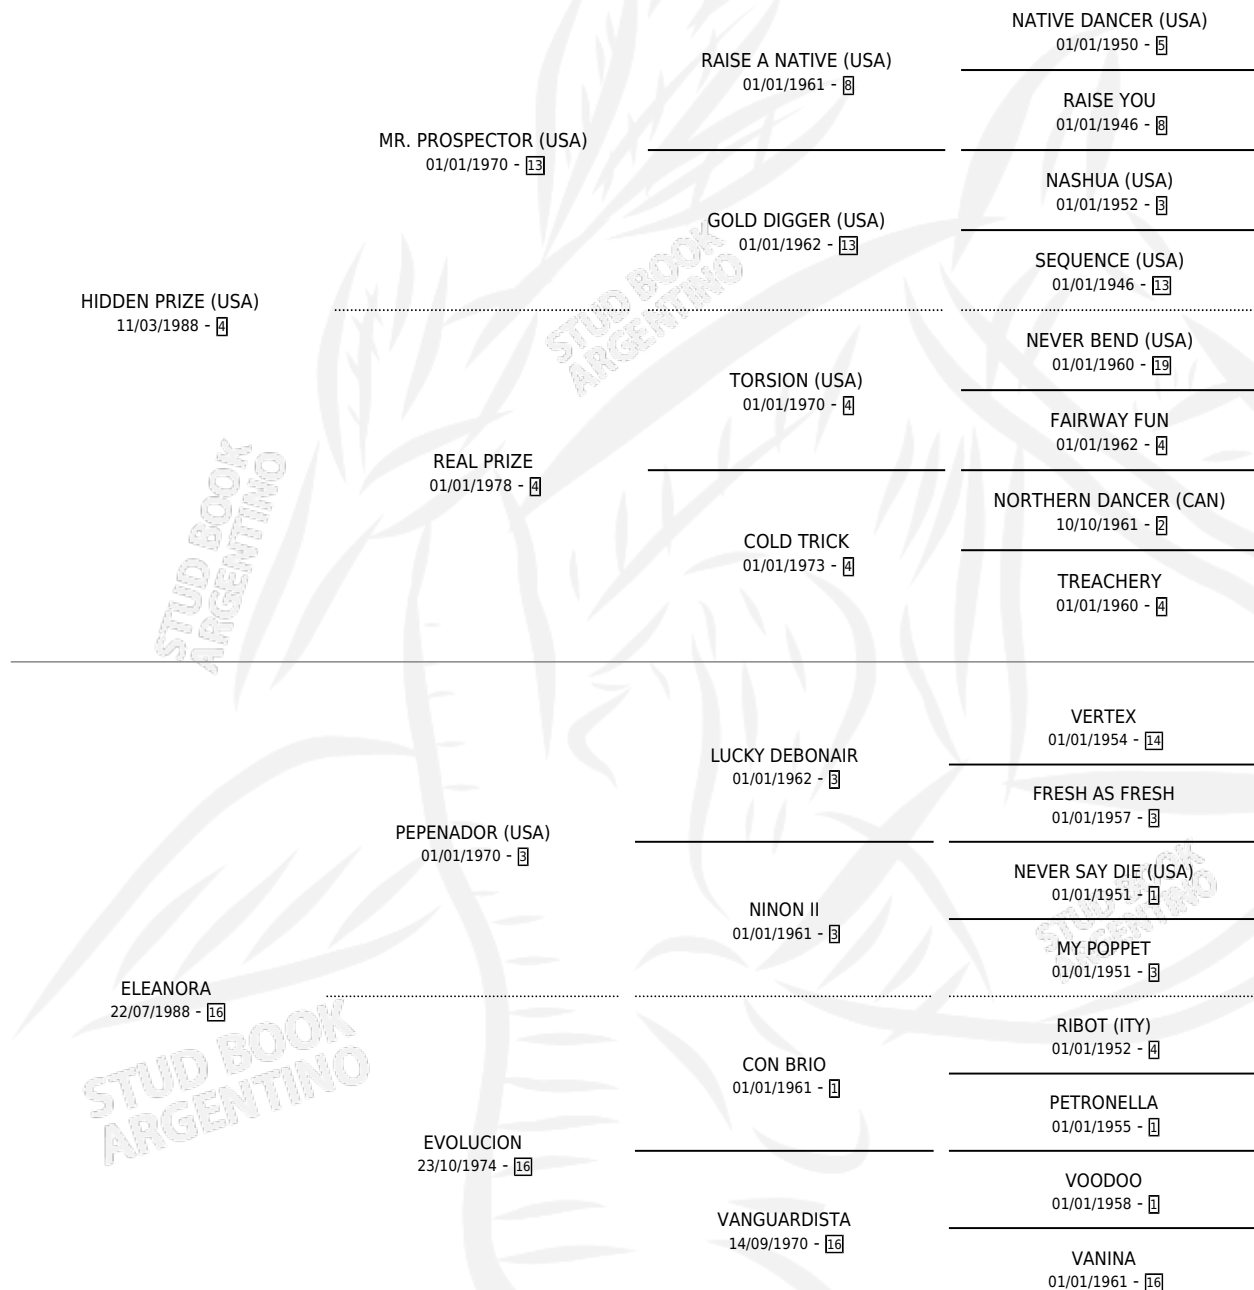 NATIVE DANCER (USA)
01/01/1950 - 5
RAISE A NATIVE (USA)
01/01/1961 - 8
RAISE YOU
01/01/1946 - 8
MR. PROSPECTOR (USA)
01/01/1970 - 13
NASHUA (USA)
01/01/1952 - 3
GOLD DIGGER (USA)
01/01/1962 - 13
SEQUENCE (USA)
01/01/1946 - 13
HIDDEN PRIZE (USA)
11/03/1988 - 4
STUD BOOK
ARGENTINO
NEVER BEND (USA)
01/01/1960 - 19
TORSION (USA)
01/01/1970 - 4
FAIRWAY FUN
01/01/1962 - 4
REAL PRIZE
01/01/1978 - 4
NORTHERN DANCER (CAN)
10/10/1961 - 2
COLD TRICK
01/01/1973 - 4
TREACHERY
01/01/1960 - 4
STUD BOOK
ARGENTINO
VERTEX
01/01/1954 - 14
LUCKY DEBONAIR
01/01/1962 - 3
FRESH AS FRESH
01/01/1957 - 3
PEPENADOR (USA)
01/01/1970 - 3
NEVER SAY DIE (USA)
01/01/1951 - 1
NINON II
01/01/1961 - 3
MY POPPET
01/01/1951 - 3
STUD BOOK
ARGENTINO
ELEANORA
22/07/1988 - 16
RIBOT (ITY)
01/01/1952 - 4
CON BRIO
01/01/1961 - 1
PETRONELLA
01/01/1955 - 1
STUD BOOK
ARGENTINO
EVOLUCION
23/10/1974 - 16
VOODOO
01/01/1958 - 1
VANGUARDISTA
14/09/1970 - 16
VANINA
01/01/1961 - 16